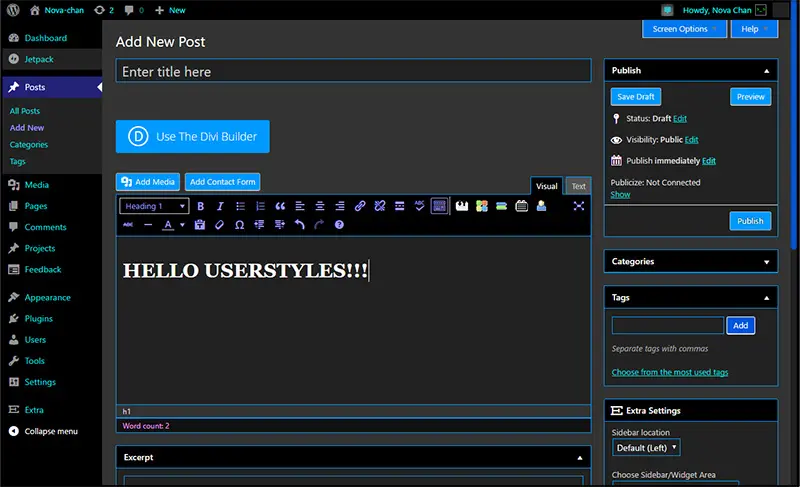 Nova-chan
2
0
New
Howdy, Nova Chan
Screen Options
Help
Dashboard
Jetpack
Posts
All Posts
Add New
Categories
Tags
Media
Pages
Comments
Projects
Feedback
Appearance
Plugins
Users
Tools
Settings
Extra
Collapse menu
Add New Post
Enter title here
Use The Divi Builder
Add Media
Add Contact Form
Visual
Text
Heading 1
HELLO USERSTYLES!!!
h1
Word count: 2
Excerpt
Publish
Save Draft
Preview
Status: Draft Edit
Visibility: Public Edit
Publish immediately Edit
Publicize: Not Connected
Show
Publish
Categories
Tags
Add
Separate tags with commas
Choose from the most used tags
Extra Settings
Sidebar location
Default (Left)
Choose Sidebar/Widget Area